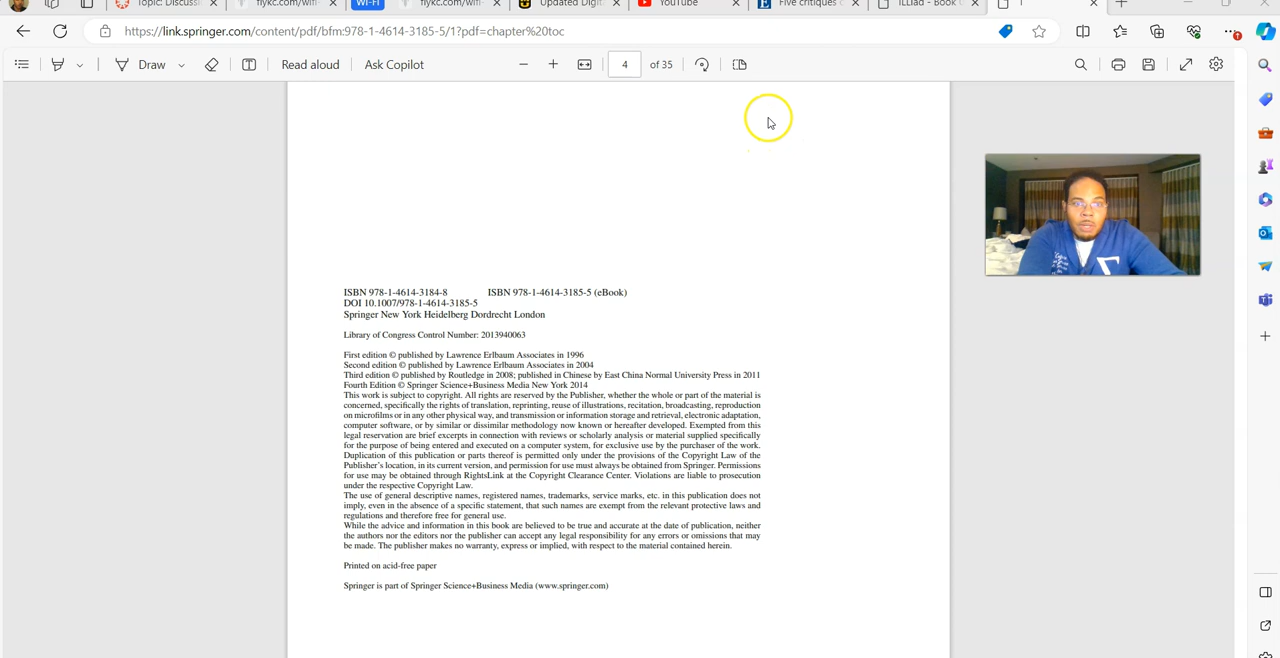 Topic: Discuss
flykc.com/wifi-
WI-FI
flykc.com/wifi-
Updated Digit
YouTube
Five critiques o
ILLiad - Book C
https://link.springer.com/content/pdf/bfm:978-1-4614-3185-5/1?pdf=chapter%20toc
Draw
Read aloud
Ask Copilot
4
of 35
ISBN 978-1-4614-3184-8 ISBN 978-1-4614-3185-5 (eBook)
DOI 10.1007/978-1-4614-3185-5
Springer New York Heidelberg Dordrecht London
Library of Congress Control Number: 2013940063
First edition © published by Lawrence Erlbaum Associates in 1996
Second edition © published by Lawrence Erlbaum Associates in 2004
Third edition © published by Routledge in 2008; published in Chinese by East China Normal University Press in 2011
Fourth Edition © Springer Science+Business Media New York 2014
This work is subject to copyright. All rights are reserved by the Publisher, whether the whole or part of the material is
concerned, specifically the rights of translation, reprinting, reuse of illustrations, recitation, broadcasting, reproduction
on microfilms or in any other physical way, and transmission or information storage and retrieval, electronic adaptation,
computer software, or by similar or dissimilar methodology now known or hereafter developed. Exempted from this
legal reservation are brief excerpts in connection with reviews or scholarly analysis or material supplied specifically
for the purpose of being entered and executed on a computer system, for exclusive use by the purchaser of the work.
Duplication of this publication or parts thereof is permitted only under the provisions of the Copyright Law of the
Publisher's location, in its current version, and permission for use must always be obtained from Springer. Permissions
for use may be obtained through RightsLink at the Copyright Clearance Center. Violations are liable to prosecution
under the respective Copyright Law.
The use of general descriptive names, registered names, trademarks, service marks, etc. in this publication does not
imply, even in the absence of a specific statement, that such names are exempt from the relevant protective laws and
regulations and therefore free for general use.
While the advice and information in this book are believed to be true and accurate at the date of publication, neither
the authors nor the editors nor the publisher can accept any legal responsibility for any errors or omissions that may
be made. The publisher makes no warranty, express or implied, with respect to the material contained herein.
Printed on acid-free paper
Springer is part of Springer Science+Business Media (www.springer.com)